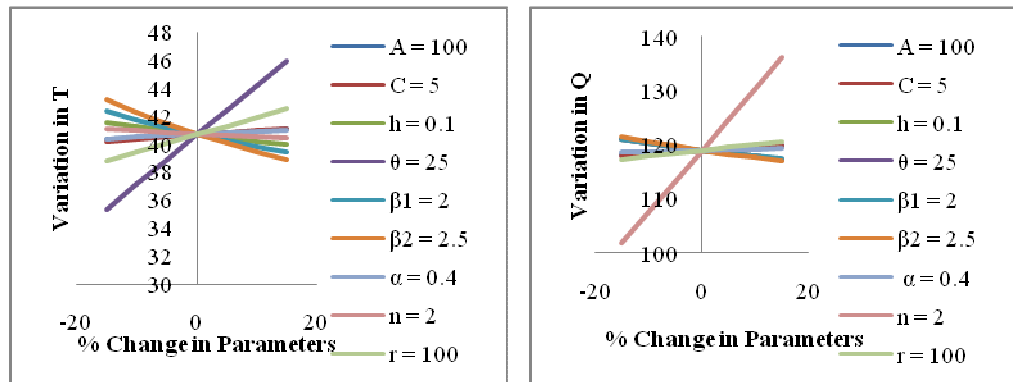 Variation in T
48
46
44
42
40
38
36
34
32
30
-20 0 20
% Change in Parameters
A = 100
C = 5
h = 0.1
θ = 25
β1 = 2
β2 = 2.5
α = 0.4
n = 2
r = 100
Variation in Q
140
130
120
110
100
-20 0 20
% Change in Parameters
A = 100
C = 5
h = 0.1
θ = 25
β1 = 2
β2 = 2.5
α = 0.4
n = 2
r = 100